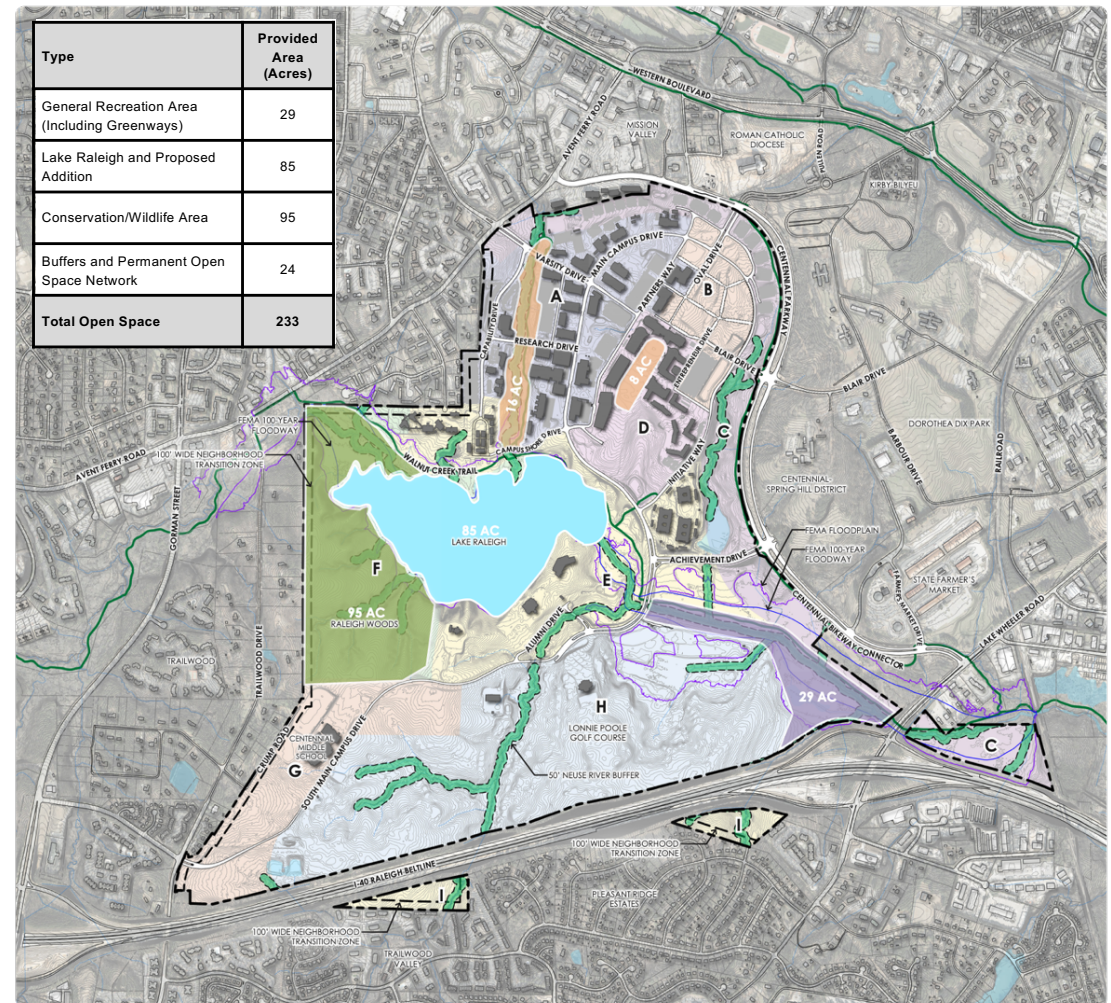 Type
Provided
Area
(Acres)
General Recreation Area
(Including Greenways)
29
Lake Raleigh and Proposed
Addition
85
Conservation/Wildlife Area
95
Buffers and Permanent Open
Space Network
24
Total Open Space
233
WESTERN BOULEVARD
AVENT FERRY ROAD
MISSION
VALLEY
ROMAN CATHOLIC
DIOCESE
PULLEN ROAD
KIRBY BILYEU
VARSITY DRIVE
MAIN CAMPUS DRIVE
PARTNERS WAY
OVAL DRIVE
CENTENNIAL PARKWAY
A
B
CAPABILITY DRIVE
RESEARCH DRIVE
ENTREPRENEUR DRIVE
BLAIR DRIVE
BLAIR DRIVE
16 AC
8 AC
D
C
DOROTHEA DIX PARK
BARBOUR DRIVE
RAILROAD
FEMA 100-YEAR
FLOODWAY
100' WIDE NEIGHBORHOOD
TRANSITION ZONE
AVENT FERRY ROAD
GORMAN STREET
CAMPUS SHORE DRIVE
WALNUT CREEK TRAIL
INITIATIVE WAY
CENTENNIAL-
SPRING HILL DISTRICT
85 AC
LAKE RALEIGH
FEMA FLOODPLAIN
FEMA 100-YEAR
FLOODWAY
ACHIEVEMENT DRIVE
F
E
STATE FARMER'S
MARKET
FARMER'S MARKET DRIVE
LAKE WHEELER ROAD
95 AC
RALEIGH WOODS
ALUMNI DRIVE
CENTENNIAL BIKEWAY CONNECTOR
TRAILWOOD
TRAILWOOD DRIVE
29 AC
H
LONNIE POOLE
GOLF COURSE
C
CENTENNIAL
MIDDLE
SCHOOL
CRUMP ROAD
G
SOUTH MAIN CAMPUS DRIVE
50' NEUSE RIVER BUFFER
I
100' WIDE NEIGHBORHOOD
TRANSITION ZONE
I-40 RALEIGH BELTLINE
I
PLEASANT RIDGE
ESTATES
100' WIDE NEIGHBORHOOD
TRANSITION ZONE
TRAILWOOD
VALLEY